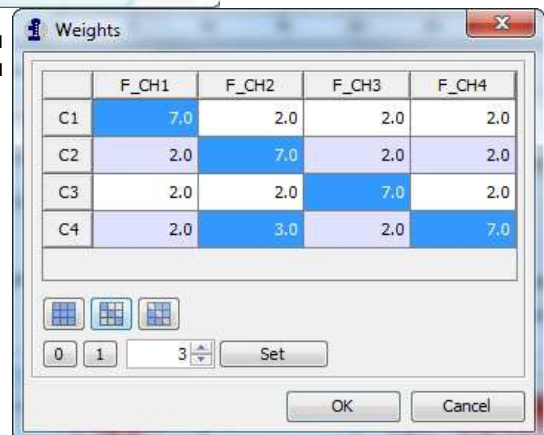 Weights
F_CH1 F_CH2 F_CH3 F_CH4
C1 7.0 2.0 2.0 2.0
C2 2.0 7.0 2.0 2.0
C3 2.0 2.0 7.0 2.0
C4 2.0 3.0 2.0 7.0
0 1 3 Set
OK Cancel